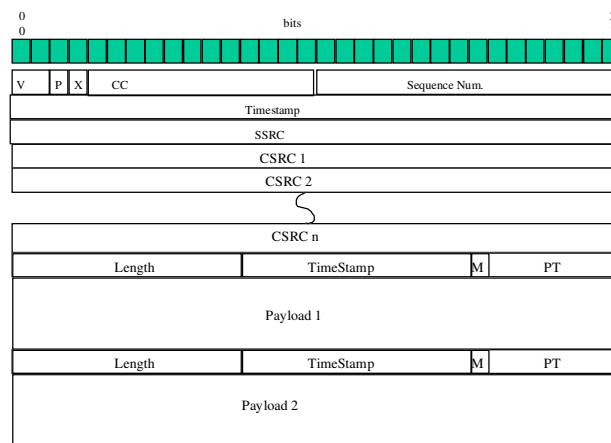 0
0
bits
V P X CC Sequence Num.
Timestamp
SSRC
CSRC 1
CSRC 2
CSRC n
Length TimeStamp M PT
Payload 1
Length TimeStamp M PT
Payload 2